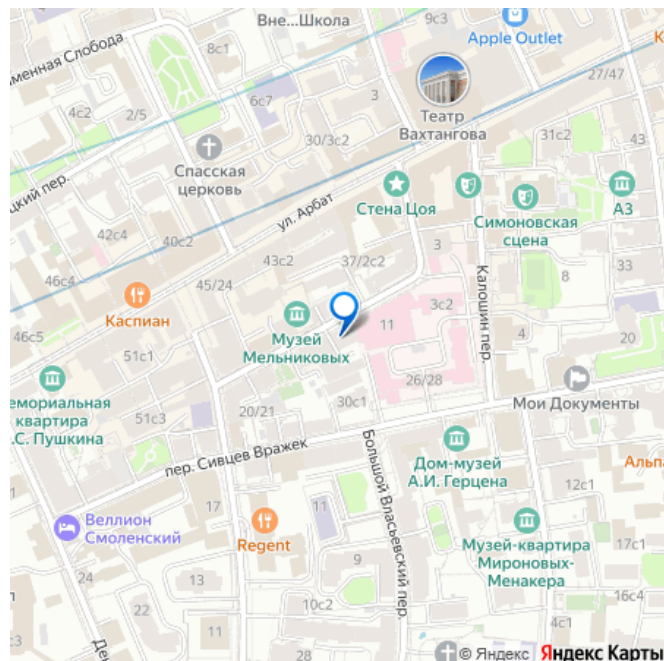 Вне...Школа
9с3
Apple Outlet
менная Слобода
8с1
К
27/47
4с2
2/5
6с7
3
Театр
Вахтангова
30/3с2
31с2
43
Спасская
церковь
цкий пер.
ул. Арбат
Стена Цоя
Симоновская
сцена
А3
42с4
40с2
43с2
37/2с2
3
33
46с4
45/24
Калошин пер.
8
Каспиан
3с2
46с5
Музей
Мельниковых
11
4
20
51с1
26/28
Мои Документы
емориальная
квартира
.С. Пушкина
20/21
30с1
51с3
пер. Сивцев Вражек
Большой Власьевский пер.
Дом-музей
А.И. Герцена
Альпа
12с1
Веллион
Смоленский
17
11
Regent
Музей-квартира
Мироновых-
Менакера
17с1
24
13
9
10с2
4с1
6
Де
© Яндекс Яндекс Карты